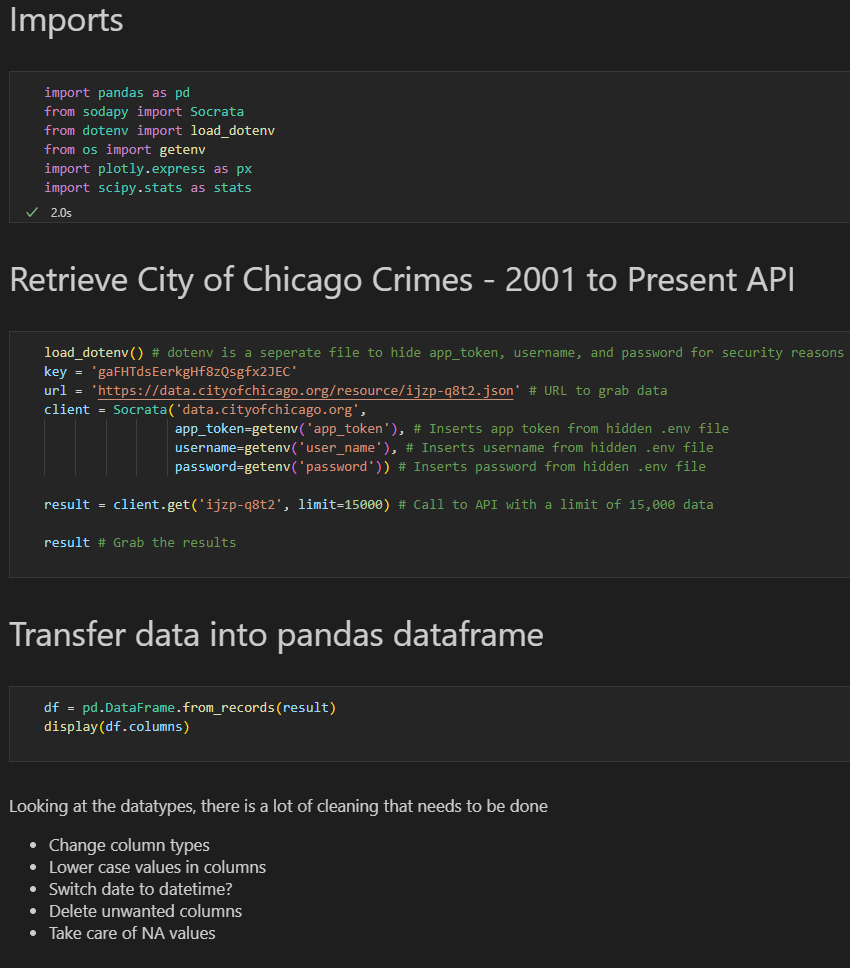 Imports
import pandas as pd
from sodapy import Socrata
from dotenv import load_dotenv
from os import getenv
import plotly.express as px
import scipy.stats as stats
✓ 2.0s
Retrieve City of Chicago Crimes - 2001 to Present API
load_dotenv() # dotenv is a seperate file to hide app_token, username, and password for security reasons
key = 'gaFHTdsEerkgHf8zQsgfx2JEC'
url = 'https://data.cityofchicago.org/resource/ijzp-q8t2.json' # URL to grab data
client = Socrata('data.cityofchicago.org',
app_token=getenv('app_token'), # Inserts app token from hidden .env file
username=getenv('user_name'), # Inserts username from hidden .env file
password=getenv('password')) # Inserts password from hidden .env file
result = client.get('ijzp-q8t2', limit=15000) # Call to API with a limit of 15,000 data
result # Grab the results
Transfer data into pandas dataframe
df = pd.DataFrame.from_records(result)
display(df.columns)
Looking at the datatypes, there is a lot of cleaning that needs to be done
• Change column types
• Lower case values in columns
• Switch date to datetime?
• Delete unwanted columns
• Take care of NA values